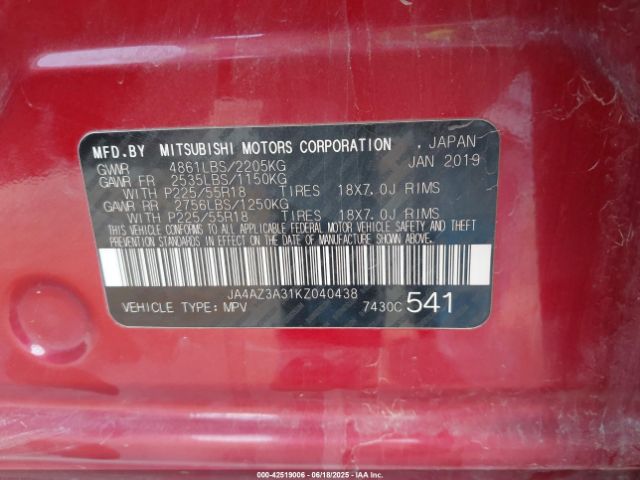 MFD.BY MITSUBISHI MOTORS CORPORATION , JAPAN
GVWR 4861LBS/2205KG JAN 2019
GAWR FR 2535LBS/1150KG
WITH P225/55R18 TIRES 18X7.0J RIMS
GAWR RR 2756LBS/1250KG
WITH P225/55R18 TIRES 18X7.0J RIMS
THIS VEHICLE CONFORMS TO ALL APPLICABLE FEDERAL MOTOR VEHICLE
SAFETY AND THEFT PREVENTION STANDARDS IN EFFECT ON THE DATE OF
MANUFACTURE SHOWN ABOVE.
JA4AZ3A31KZ040438
VEHICLE TYPE: MPV 7430C 541
00-42519006 - 06/18/2025 - IAA Inc.